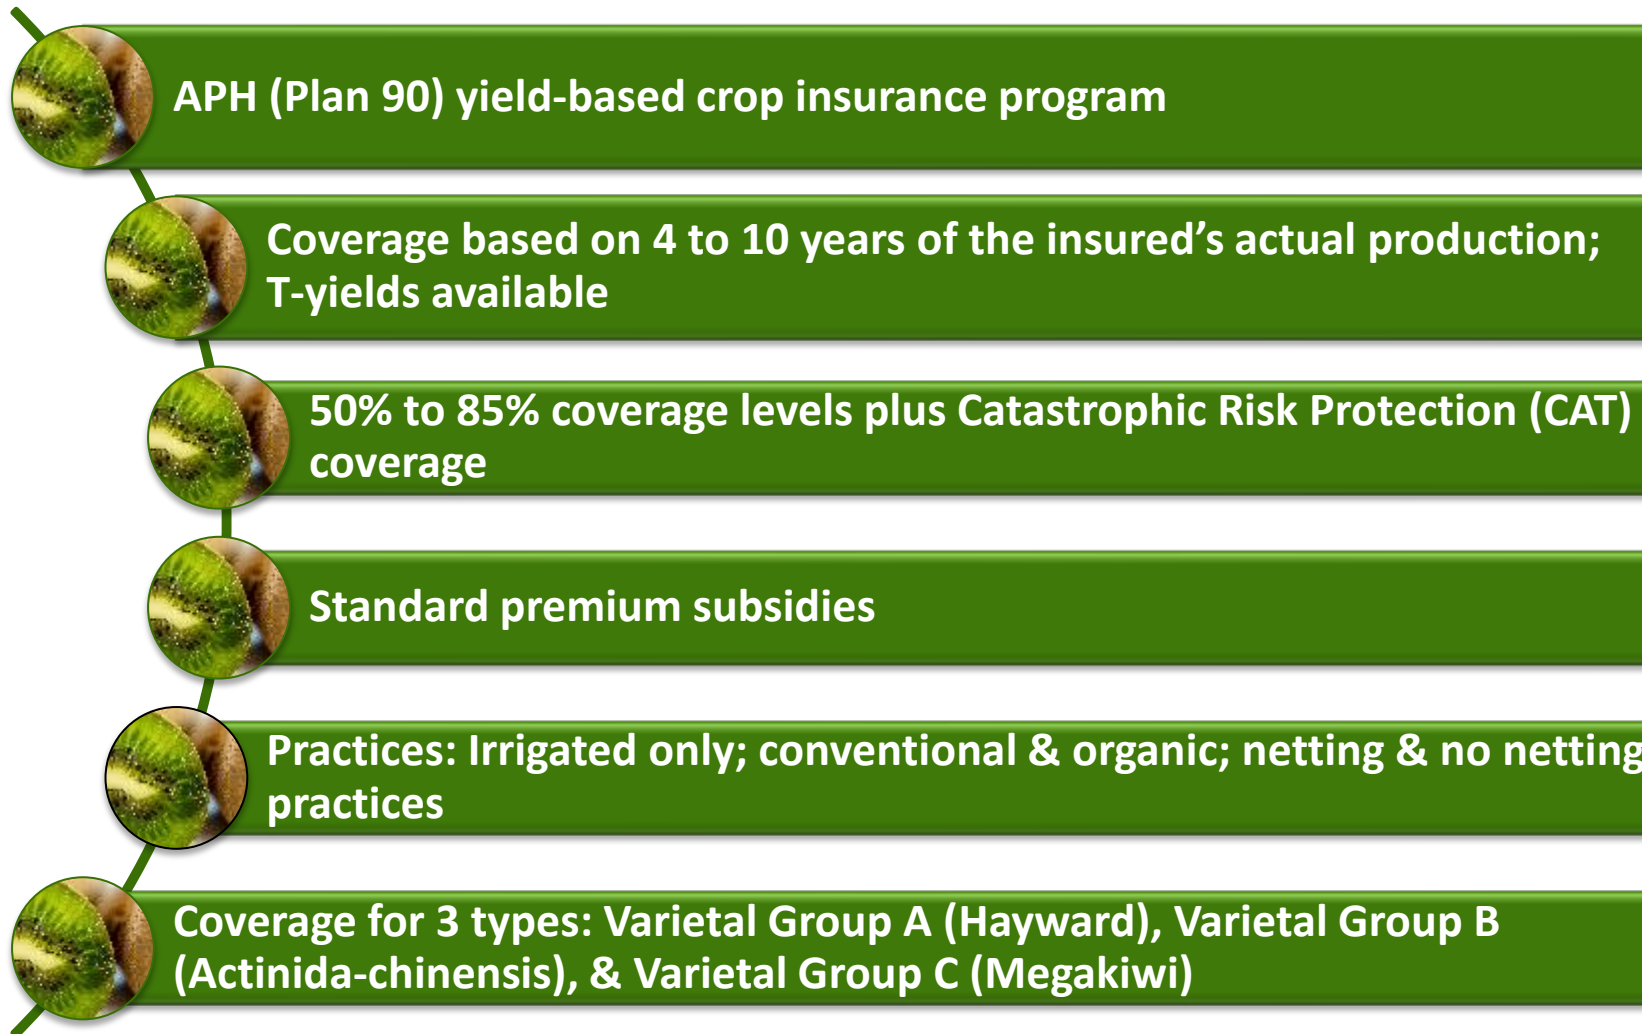 APH (Plan 90) yield-based crop insurance program
Coverage based on 4 to 10 years of the insured’s actual production;
T-yields available
50% to 85% coverage levels plus Catastrophic Risk Protection (CAT)
coverage
Standard premium subsidies
Practices: Irrigated only; conventional & organic; netting & no netting
practices
Coverage for 3 types: Varietal Group A (Hayward), Varietal Group B
(Actinida-chinensis), & Varietal Group C (Megakiwi)